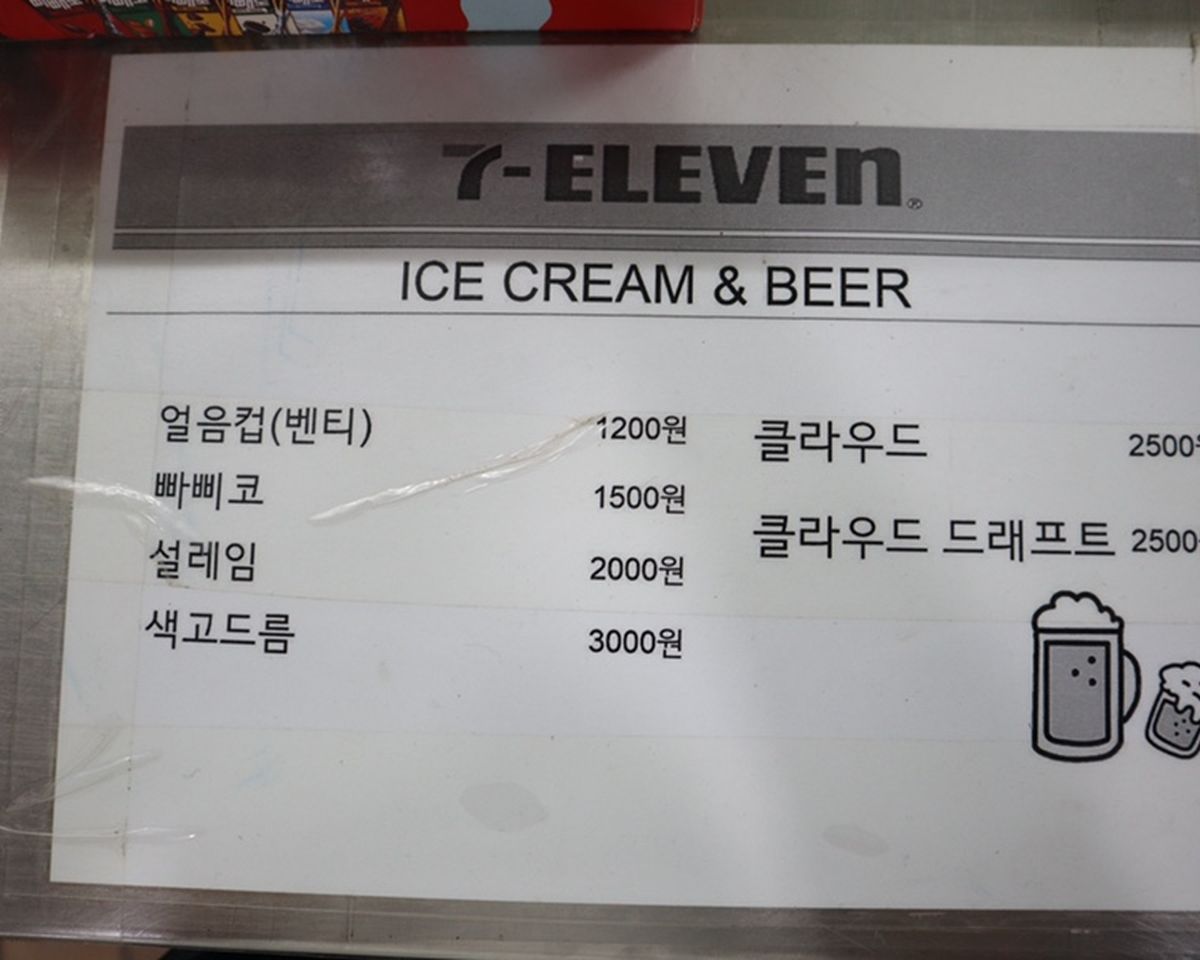 7-ELEVEn®
ICE CREAM & BEER
얼음컵(벤티) 1200원
빠삐코 1500원
설레임 2000원
색고드름 3000원
클라우드 2500
클라우드 드래프트 2500